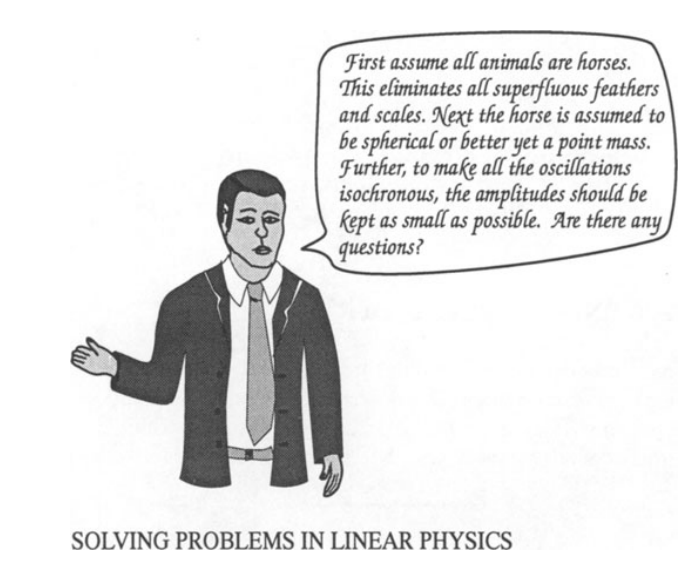 First assume all animals are horses.
This eliminates all superfluous feathers
and scales. Next the horse is assumed to
be spherical or better yet a point mass.
Further, to make all the oscillations
isochronous, the amplitudes should be
kept as small as possible. Are there any
questions?
SOLVING PROBLEMS IN LINEAR PHYSICS